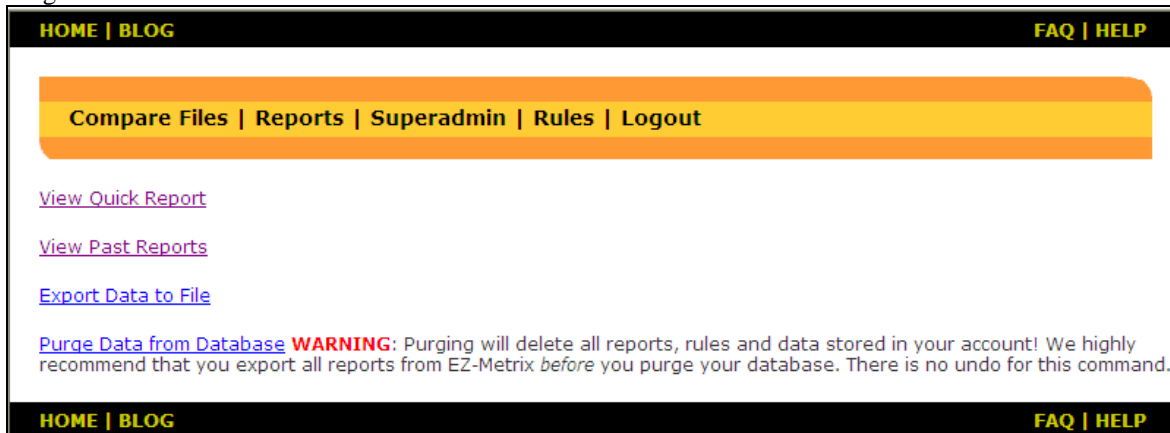 HOME | BLOG FAQ | HELP
Compare Files | Reports | Superadmin | Rules | Logout
View Quick Report
View Past Reports
Export Data to File
Purge Data from Database WARNING: Purging will delete all reports, rules and data stored in your account! We highly
recommend that you export all reports from EZ-Metrix before you purge your database. There is no undo for this command.
HOME | BLOG FAQ | HELP